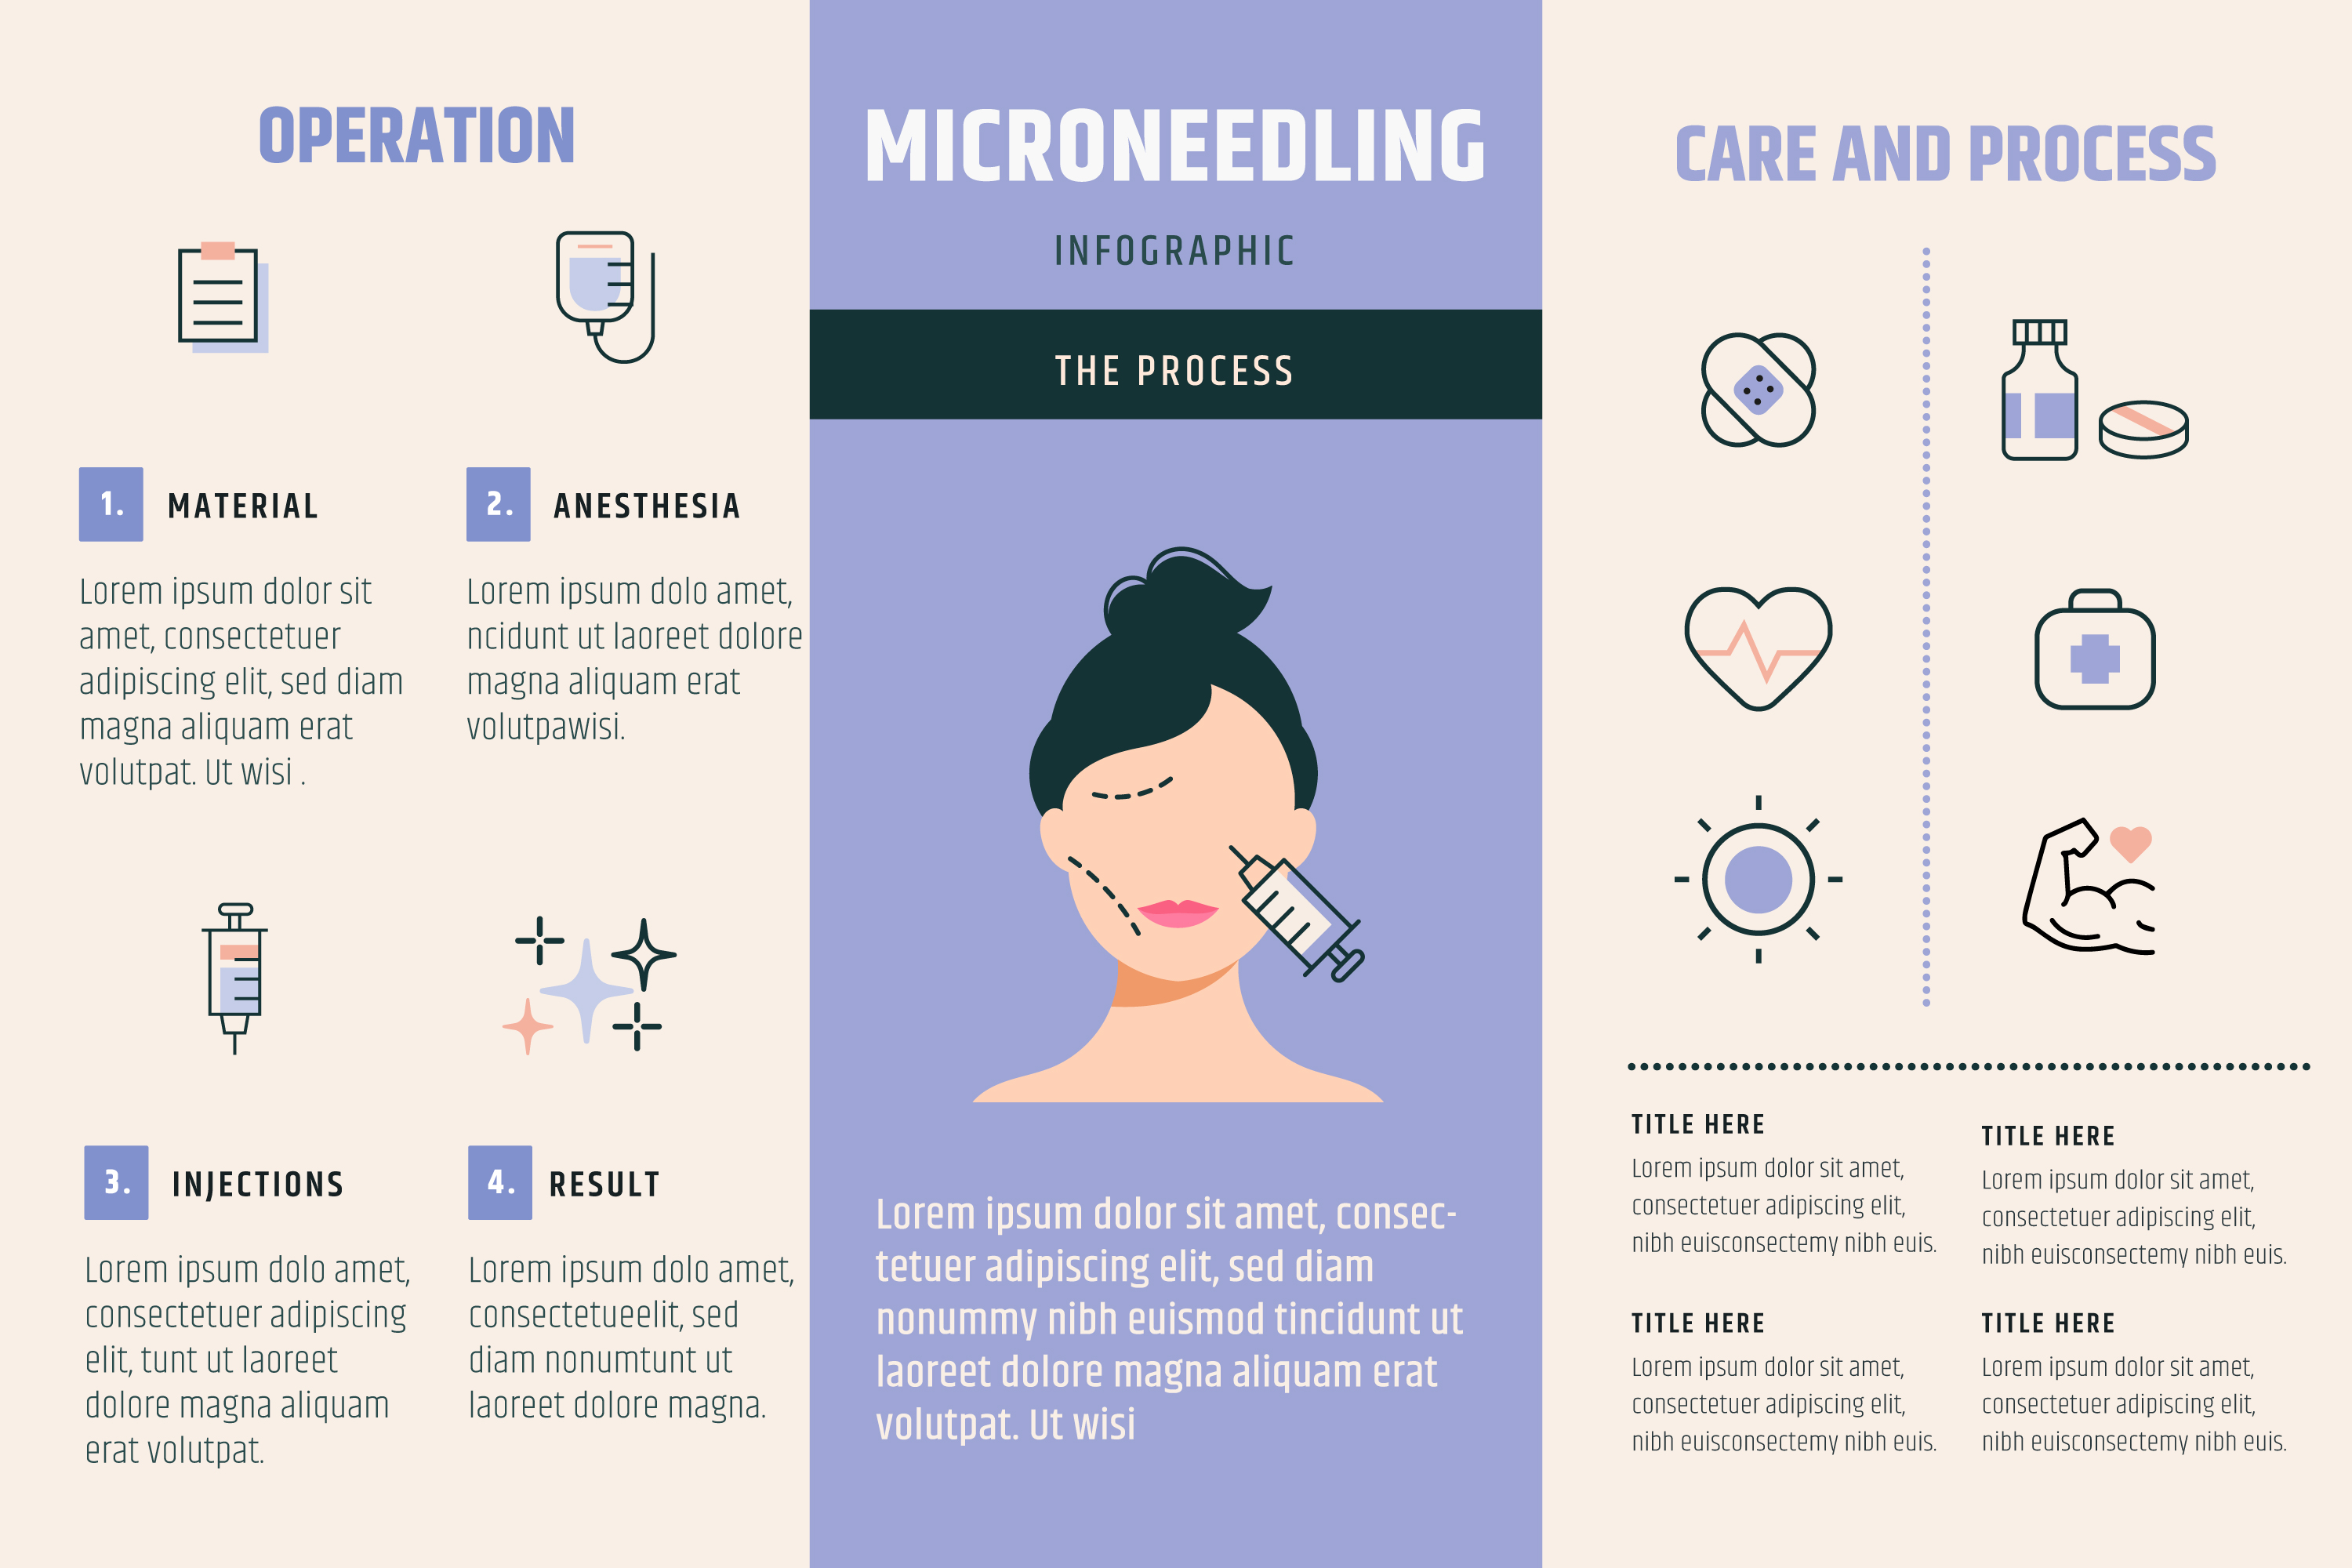 OPERATION
1. MATERIAL
Lorem ipsum dolor sit
amet, consectetuer
adipiscing elit, sed diam
magna aliquam erat
volutpat. Ut wisi .
2. ANESTHESIA
Lorem ipsum dolo amet,
ncidunt ut laoreet dolore
magna aliquam erat
volutpawisi.
3. INJECTIONS
Lorem ipsum dolo amet,
consectetuer adipiscing
elit, tunt ut laoreet
dolore magna aliquam
erat volutpat.
4. RESULT
Lorem ipsum dolo amet,
consectetueelit, sed
diam nonumtunt ut
laoreet dolore magna.
MICRONEEDLING
INFOGRAPHIC
THE PROCESS
Lorem ipsum dolor sit amet, consec-
tetuer adipiscing elit, sed diam
nonummy nibh euismod tincidunt ut
laoreet dolore magna aliquam erat
volutpat. Ut wisi
CARE AND PROCESS
TITLE HERE
Lorem ipsum dolor sit amet,
consectetuer adipiscing elit,
nibh euisconsectemy nibh euis.
TITLE HERE
Lorem ipsum dolor sit amet,
consectetuer adipiscing elit,
nibh euisconsectemy nibh euis.
TITLE HERE
Lorem ipsum dolor sit amet,
consectetuer adipiscing elit,
nibh euisconsectemy nibh euis.
TITLE HERE
Lorem ipsum dolor sit amet,
consectetuer adipiscing elit,
nibh euisconsectemy nibh euis.